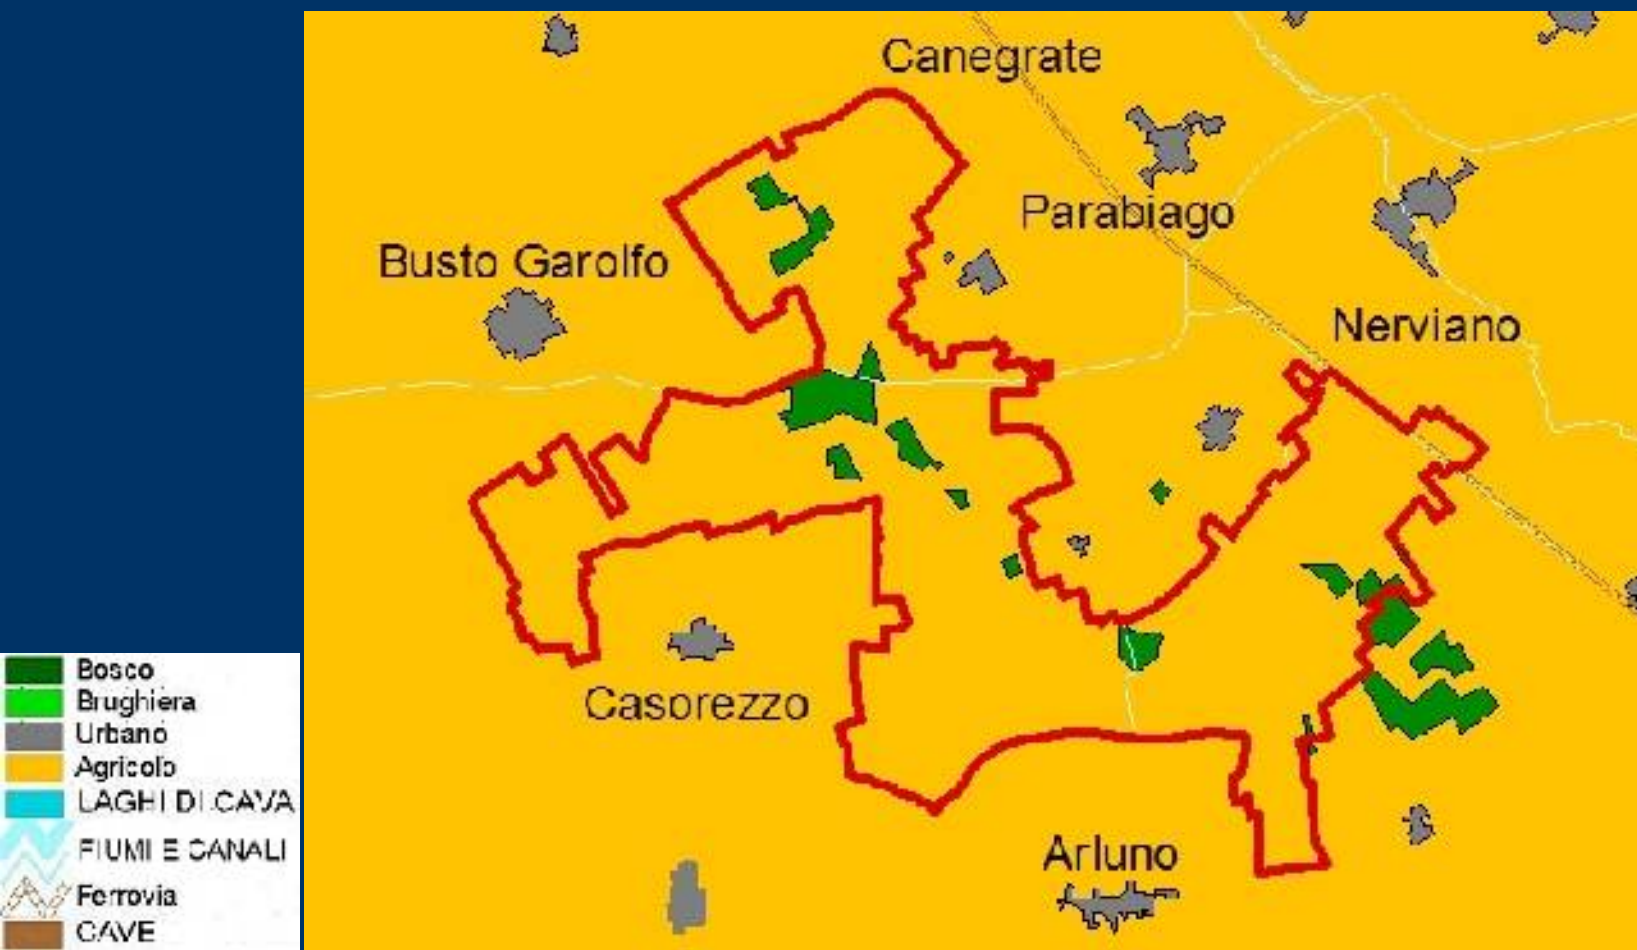 Canegrate
Parabiago
Busto Garolfo
Nerviano
Casorezzo
Arluno
Bosco
Brughiera
Urbano
Agricolo
LAGHI DI CAVA
FIUMI E CANALI
Ferrovia
CAVE